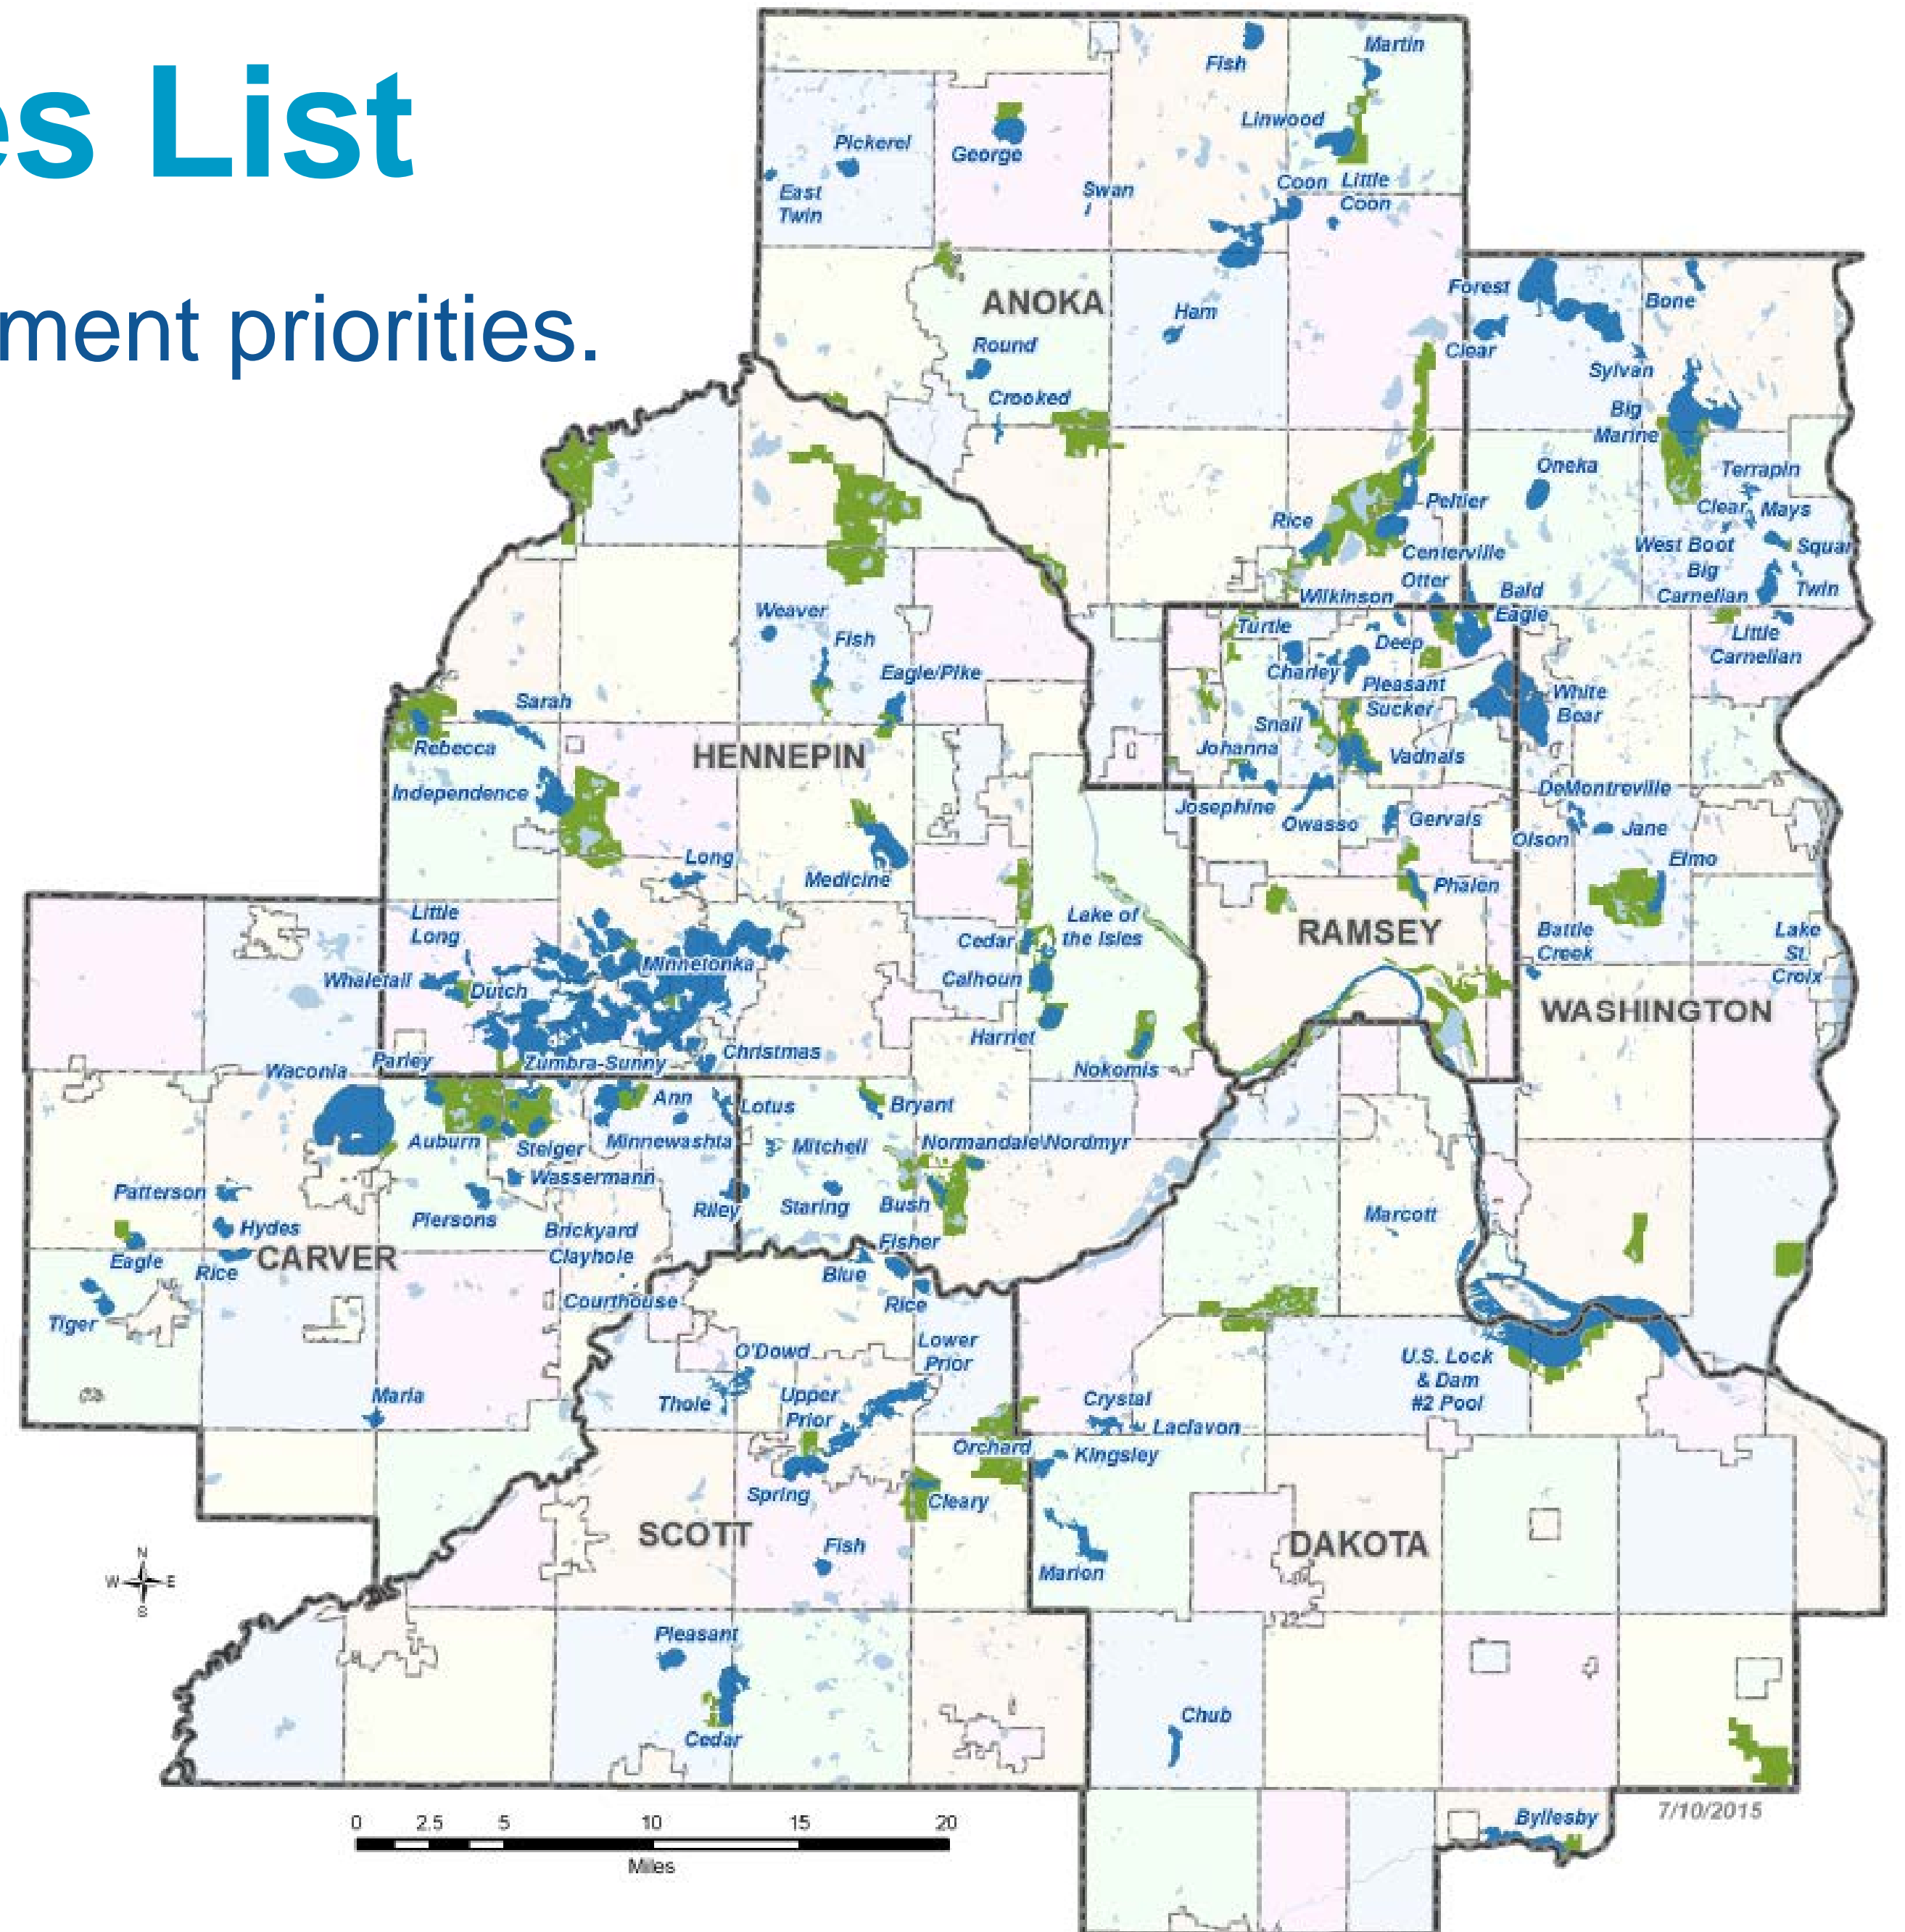 es List
ment priorities.
Fish
Martin
Linwood
Pickerel
George
East
Twin
Swan
Coon
Little
Coon
ANOKA
Ham
Round
Crooked
Forest
Bone
Clear
Sylvan
Big
Marine
Oneka
Terrapin
Clear
Mays
Peltier
Rice
Centerville
West Boot
Squar
Big
Carnelian
Twin
Otter
Wilkinson
Bald
Eagle
Little
Carnelian
Turtle
Deep
Charley
Pleasant
Sucker
Snail
Johanna
Vadnais
White
Bear
Josephine
Owasso
Gervais
DeMontreville
Olson
Jane
Elmo
Phalen
RAMSEY
Battle
Creek
Lake
St.
Croix
WASHINGTON
Weaver
Fish
Eagle/Pike
Sarah
Rebecca
HENNEPIN
Independence
Long
Medicine
Little
Long
Whaletail
Dutch
Minnetonka
Cedar
Lake of
the Isles
Calhoun
Harriet
Nokomis
Christmas
Zumbra-Sunny
Parley
Waconia
Ann
Lotus
Bryant
Auburn
Steiger
Minnewashta
Mitchell
Normandale\Nordmyr
Wassermann
Patterson
Piersons
Riley
Staring
Bush
Hydes
Brickyard
Clayhole
Fisher
Eagle
Rice
CARVER
Blue
Rice
Courthouse
Tiger
Maria
O'Dowd
Lower
Prior
Thole
Upper
Prior
Spring
Orchard
Cleary
SCOTT
Fish
Pleasant
Cedar
Marcott
U.S. Lock
& Dam
#2 Pool
Crystal
Laclavon
Kingsley
Marion
DAKOTA
Chub
Byllesby
7/10/2015
N
W E
S
0 2.5 5 10 15 20
Miles